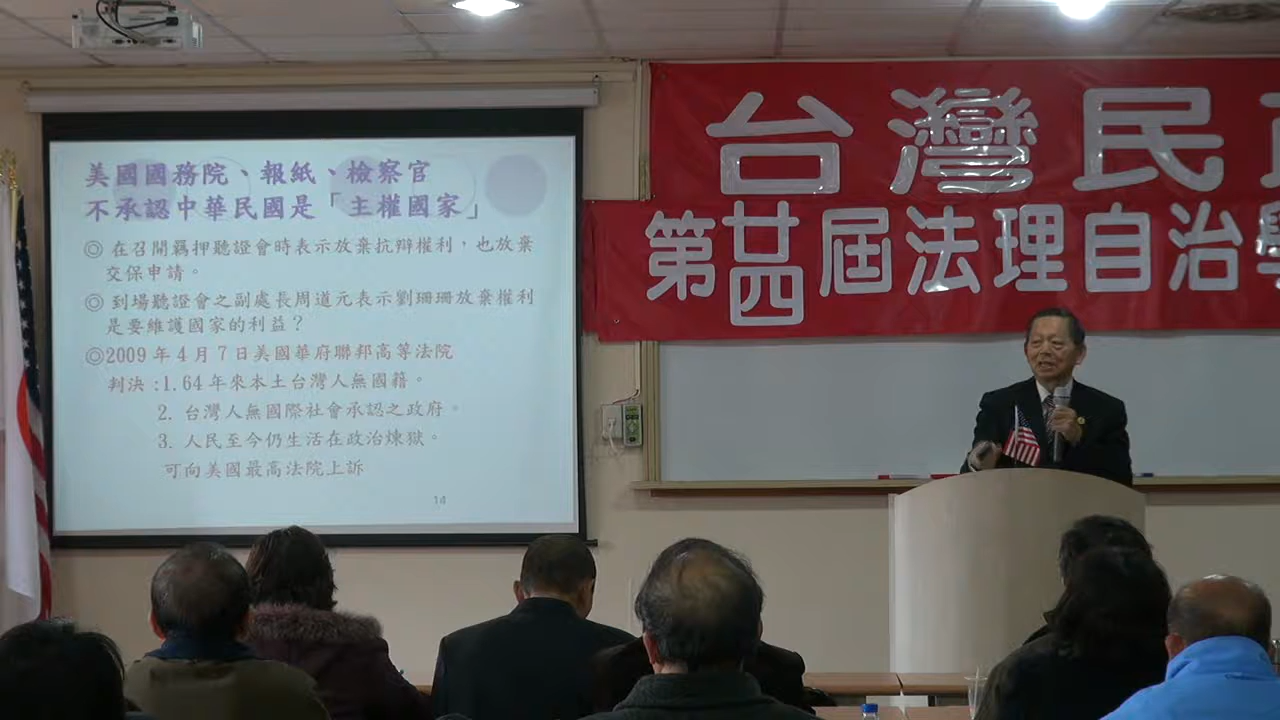 美國國務院、報紙、檢察官
不承認中華民國是「主權國家」
◎ 在召開羈押聽證會時表示放棄抗辯權利，也放棄
交保申請。
◎ 到場聽證會之副處長周道元表示劉珊珊放棄權利
是要維護國家的利益？
◎2009 年 4 月 7 日美國華府聯邦高等法院
判決 :1.64 年來本土台灣人無國籍。
2. 台灣人無國際社會承認之政府。
3. 人民至今仍生活在政治煉獄。
可向美國最高法院上訴
14
台灣民政
第廿四屆法理自治學